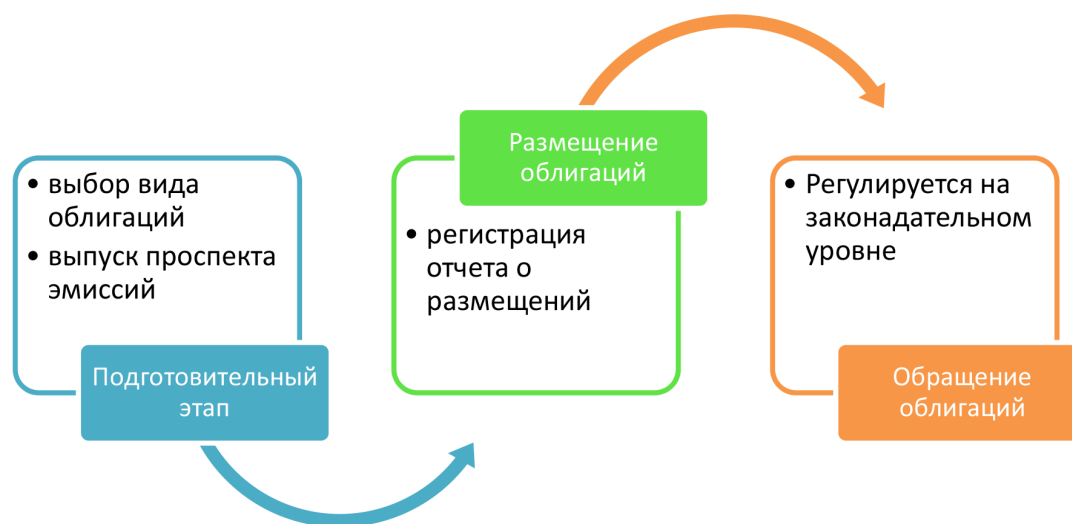 • выбор вида
облигаций
• выпуск проспекта
эмиссий
Подготовительный
этап
Размещение
облигаций
• регистрация
отчета о
размещений
• Регулируется на
законадательном
уровне
Обращение
облигаций